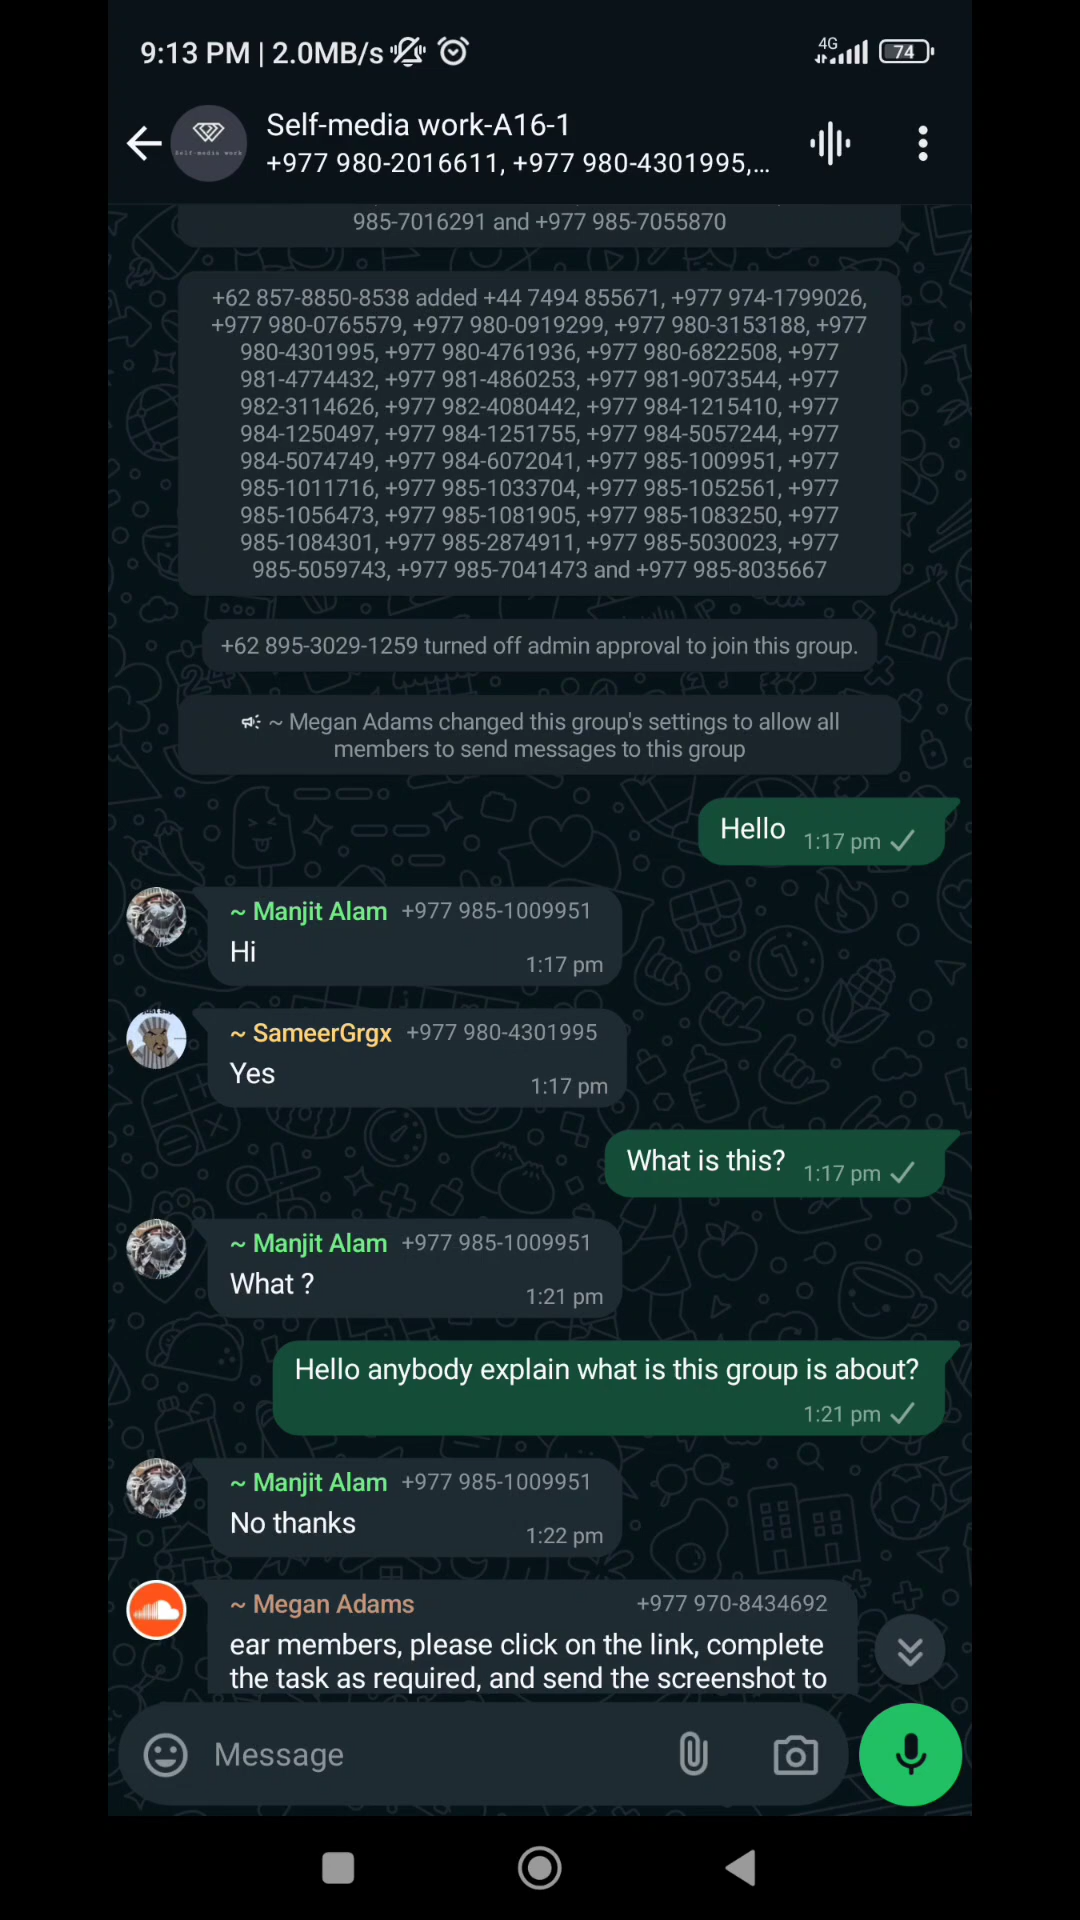 9:13 PM | 2.0MB/s
4G
74
Self-media work-A16-1
Self-media work
+977 980-2016611, +977 980-4301995,...
985-7016291 and +977 985-7055870
+62 857-8850-8538 added +44 7494 855671, +977 974-1799026,
+977 980-0765579, +977 980-0919299, +977 980-3153188, +977
980-4301995, +977 980-4761936, +977 980-6822508, +977
981-4774432, +977 981-4860253, +977 981-9073544, +977
982-3114626, +977 982-4080442, +977 984-1215410, +977
984-1250497, +977 984-1251755, +977 984-5057244, +977
984-5074749, +977 984-6072041, +977 985-1009951, +977
985-1011716, +977 985-1033704, +977 985-1052561, +977
985-1056473, +977 985-1081905, +977 985-1083250, +977
985-1084301, +977 985-2874911, +977 985-5030023, +977
985-5059743, +977 985-7041473 and +977 985-8035667
+62 895-3029-1259 turned off admin approval to join this group.
~ Megan Adams changed this group's settings to allow all
members to send messages to this group
Hello 1:17 pm
~ Manjit Alam +977 985-1009951
Hi
1:17 pm
~ SameerGrgx +977 980-4301995
Yes
1:17 pm
What is this? 1:17 pm
~ Manjit Alam +977 985-1009951
What ?
1:21 pm
Hello anybody explain what is this group is about?
1:21 pm
~ Manjit Alam +977 985-1009951
No thanks
1:22 pm
~ Megan Adams +977 970-8434692
ear members, please click on the link, complete
the task as required, and send the screenshot to
Message